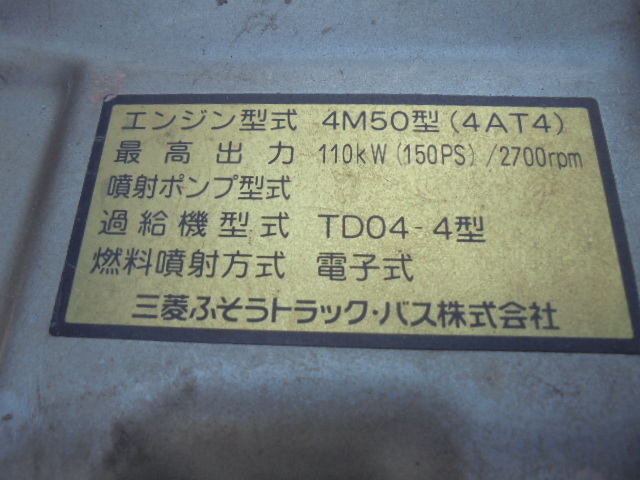 エンジン型式 4M50型(4AT4)
最高出力 110kW(150PS)/2700rpm
噴射ポンプ型式
過給機型式 TD04-4型
燃料噴射方式 電子式
三菱ふそうトラック・バス株式会社